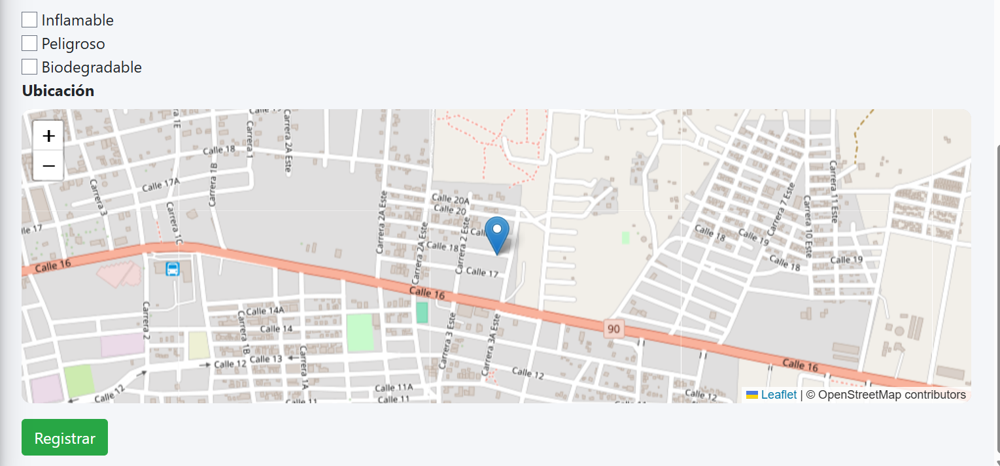 Inflamable
Peligroso
Biodegradable
Ubicación
+
−
Carrera 1
Carrera 2A Este
Calle 18
Calle 17A
Carrera 3
Carrera 1B
Carrera 1C
Calle 16
Carrera 2A Este
Carrera 2A Este
Calle 20A
Calle 20
Calle 18
Carrera 2 Este
Calle 17
Calle 16
Carrera 7 Este
Carrera 11 Este
Carrera 10 Este
Calle 18
Calle 19
Calle 18
Calle 19
Carrera 2
Calle 14A
Calle 14
Carrera 1B
Calle 13
Calle 12
Carrera 1A
Calle 12
Carrera 3 Este
Carrera 3A Este
90
Calle 16
Calle 12
Calle 11A
Calle 11
Calle 12
Leaflet | © OpenStreetMap contributors
Registrar